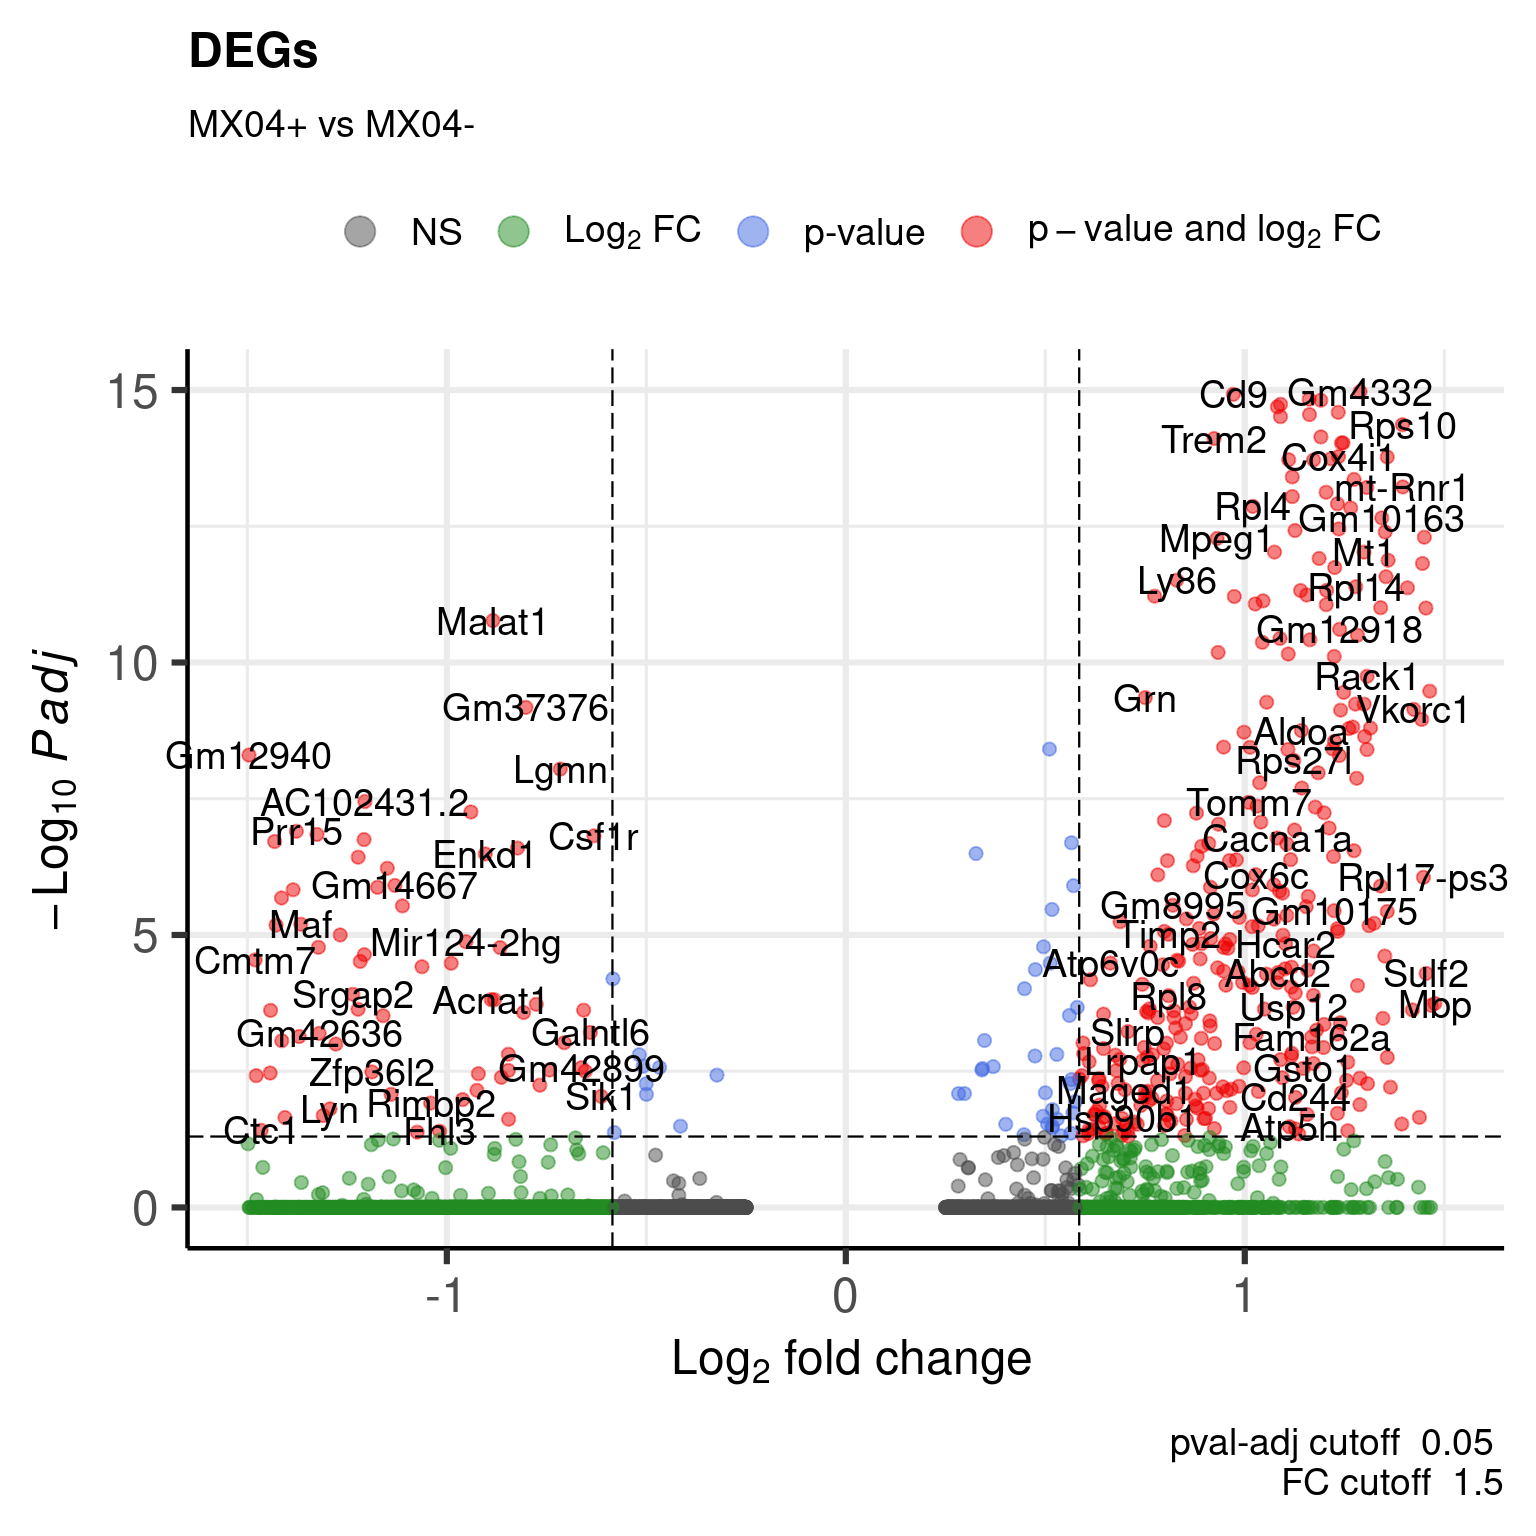 DEGs
MX04+ vs MX04-
NS Log2 FC p-value p – value and log2 FC
15
10
5
0
–Log10 Padj
Cd9 Gm4332
Rps10
Trem2
Cox4i1
mt-Rnr1
Rpl4
Gm10163
Mpeg1
Mt1
Ly86
Rpl14
Malat1
Gm12918
Rack1
Grn
Gm37376
Vkorc1
Aldoa
Gm12940
Rps27l
Lgmn
AC102431.2
Tomm7
Prr15
Csf1r
Cacna1a
Enkd1
Cox6c
Rpl17-ps3
Gm14667
Gm8995
Gm10175
Maf
Timp2
Mir124-2hg
Hcar2
Cmtm7
Atp6v0c
Abcd2
Sulf2
Srgap2
Rpl8
Acnat1
Mbp
Usp12
Gm42636
Galntl6
Slirp
Fam162a
Lrpap1
Gsto1
Zfp36l2
Gm42899
Maged1
Slk1
Cd244
Lyn
Rimbp2
Hsp90b1
Ctc1
Fhl3
Atp5h
-1 0 1
Log2 fold change
pval-adj cutoff 0.05
FC cutoff 1.5